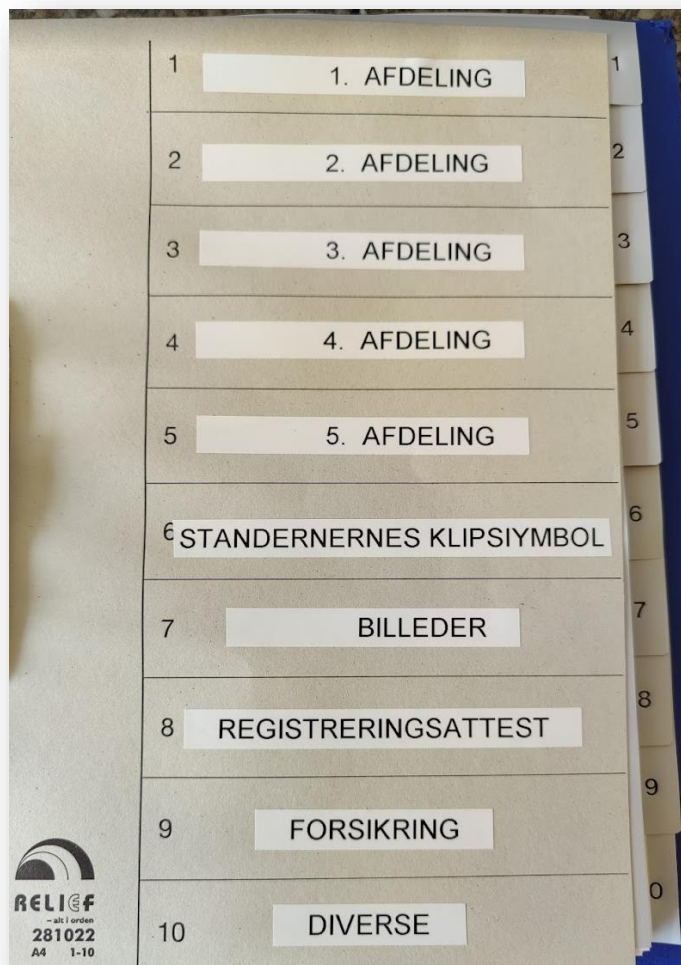 1 1. AFDELING 1
2 2. AFDELING 2
3 3. AFDELING 3
4 4. AFDELING 4
5 5. AFDELING 5
6 STANDERNERNES KLIPSIYMBOL 6
7 BILLEDER 7
8 REGISTRERINGSATTEST 8
9 FORSIKRING 9
10 DIVERSE 0
RELIEF
- alt i orden
281022
A4 1-10